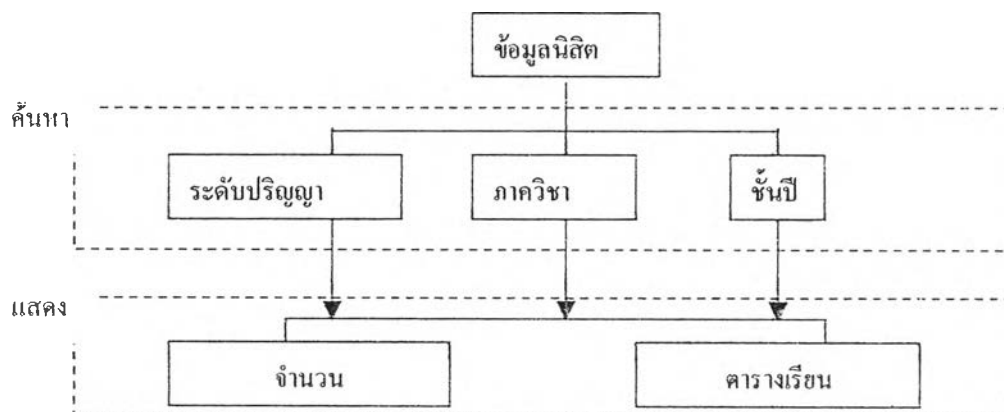 ข้อมูลนิสิต
ค้นหา
ระดับปริญญา ภาควิชา ชั้นปี
แสดง
จำนวน ตารางเรียน